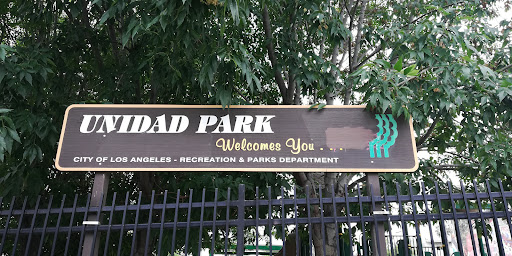 UNIDAD PARK
Welcomes You . . .
CITY OF LOS ANGELES - RECREATION & PARKS DEPARTMENT